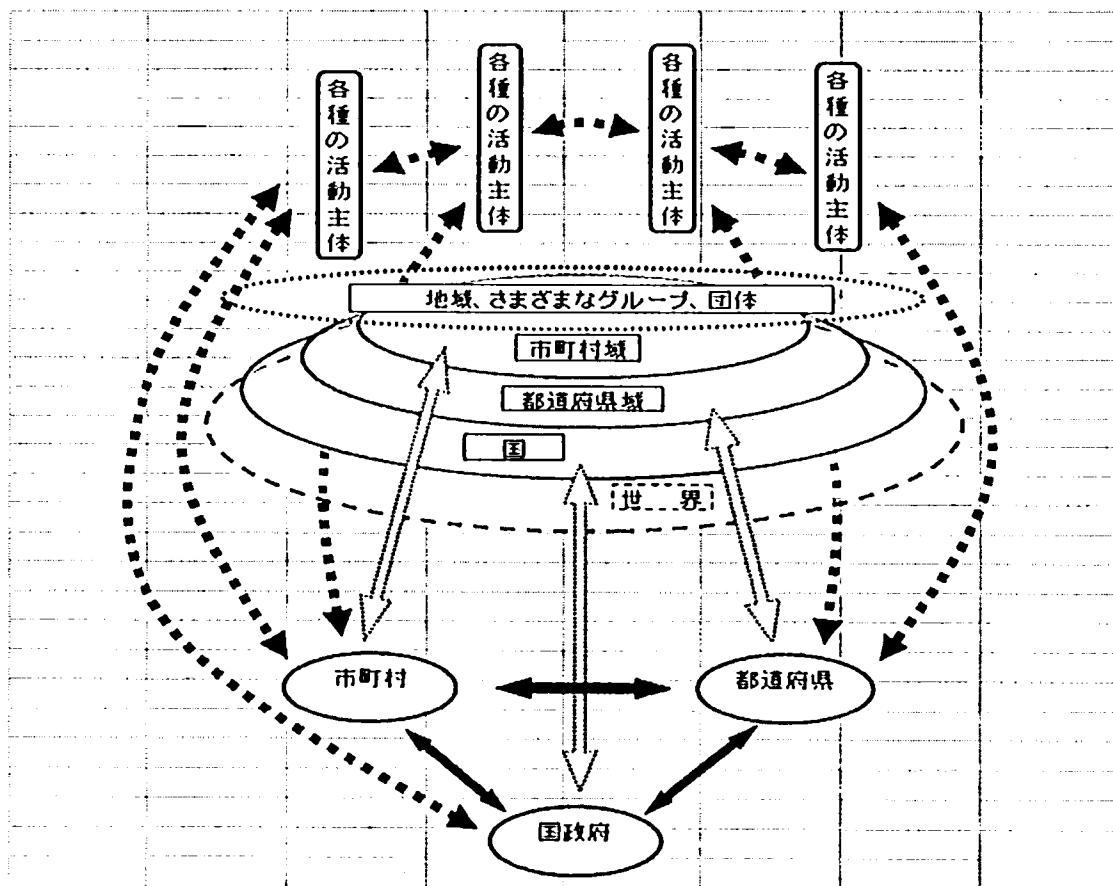 各種の活動主体
各種の活動主体
各種の活動主体
各種の活動主体
地域、さまざまなグループ、団体
市町村域
都道府県域
国
世 界
市町村
都道府県
国政府